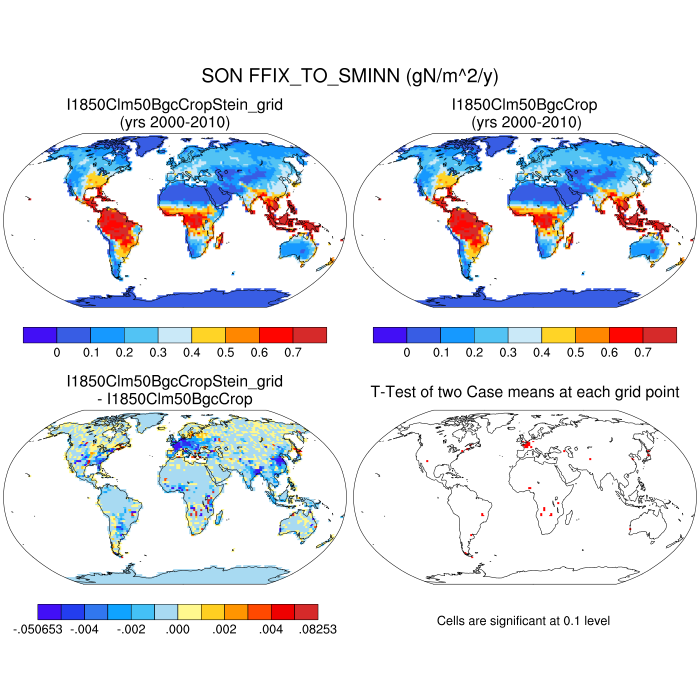 SON FFIX_TO_SMINN (gN/m^2/y)
I1850Clm50BgcCropStein_grid
(yrs 2000-2010)
I1850Clm50BgcCrop
(yrs 2000-2010)
0 0.1 0.2 0.3 0.4 0.5 0.6 0.7
0 0.1 0.2 0.3 0.4 0.5 0.6 0.7
I1850Clm50BgcCropStein_grid
- I1850Clm50BgcCrop
T-Test of two Case means at each grid point
-.050653 -.004 -.002 .000 .002 .004 .08253
Cells are significant at 0.1 level